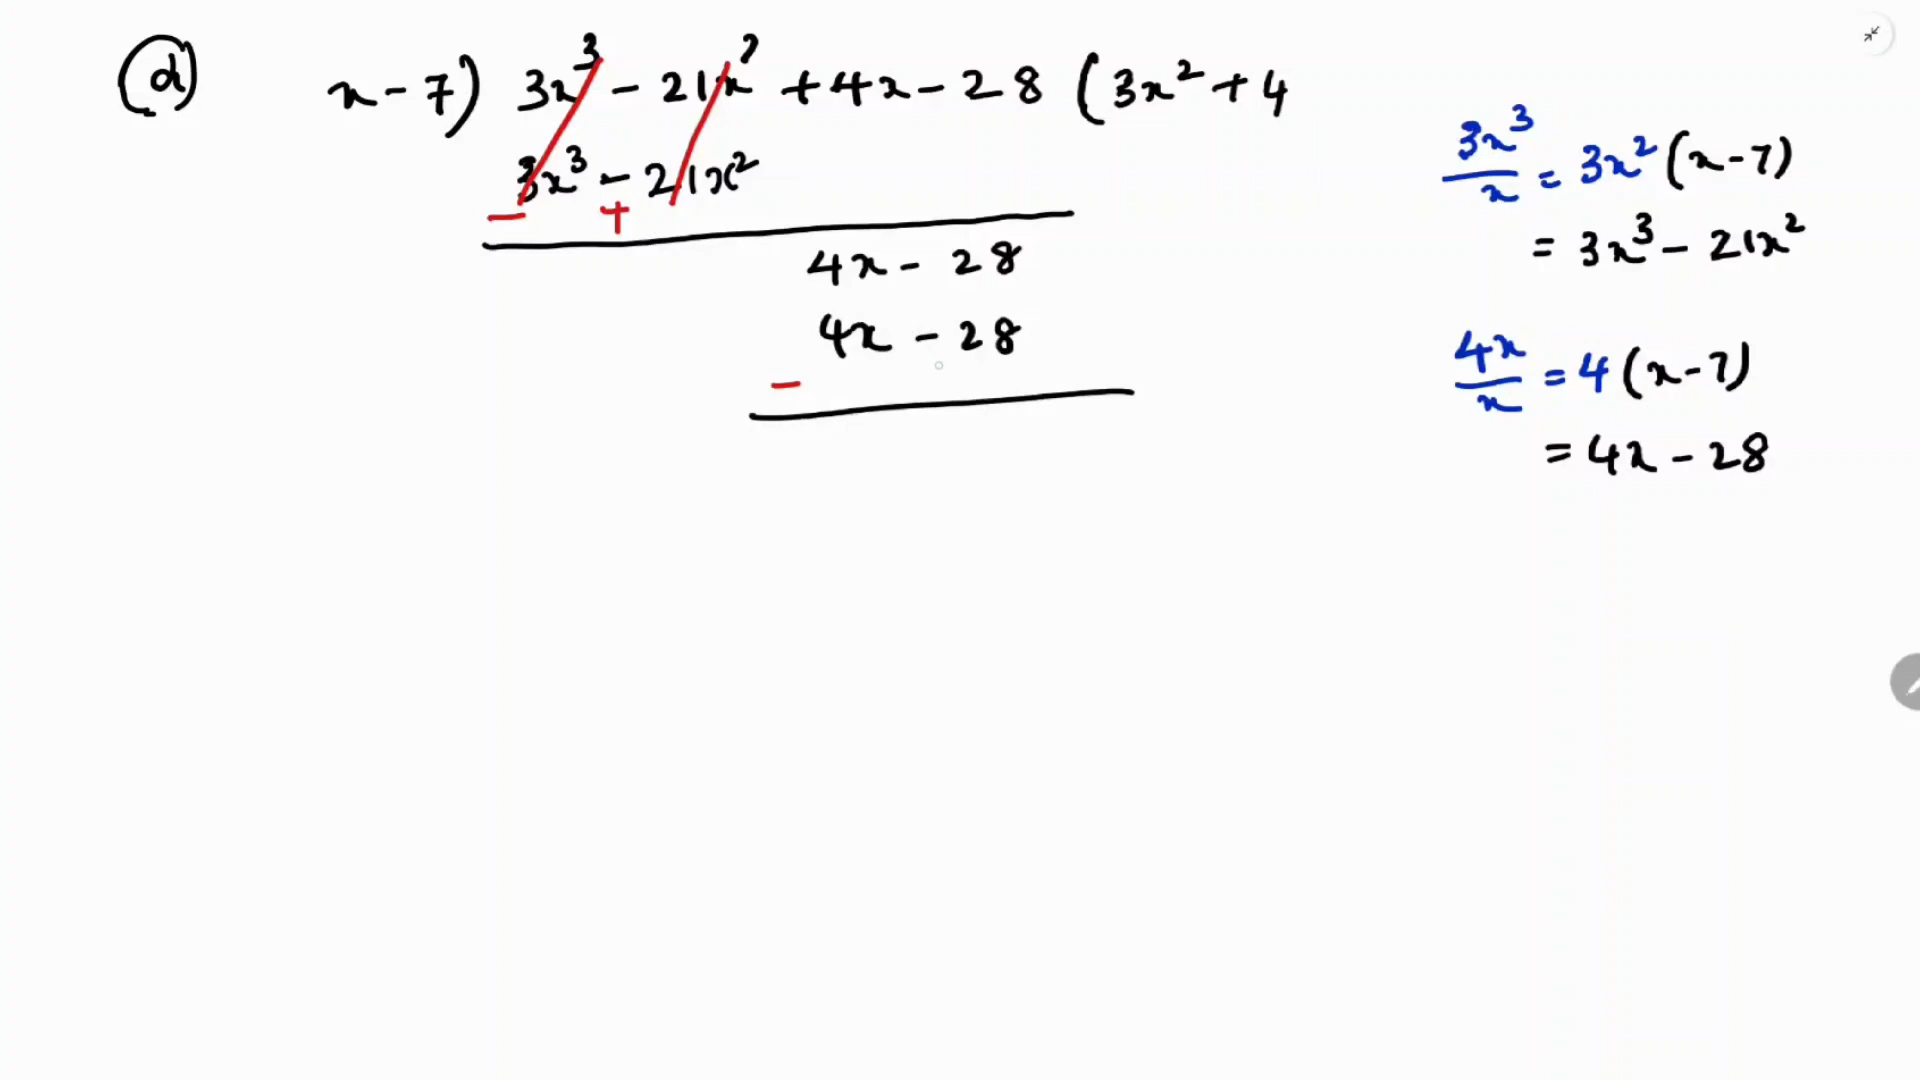 (d) x - 7) 3x³ - 21x² + 4x - 28 (3x² + 4
3x³ - 21x²
- +
4x - 28
4x - 28
-
3x³/x = 3x² (x - 7)
= 3x³ - 21x²
4x/x = 4 (x - 7)
= 4x - 28